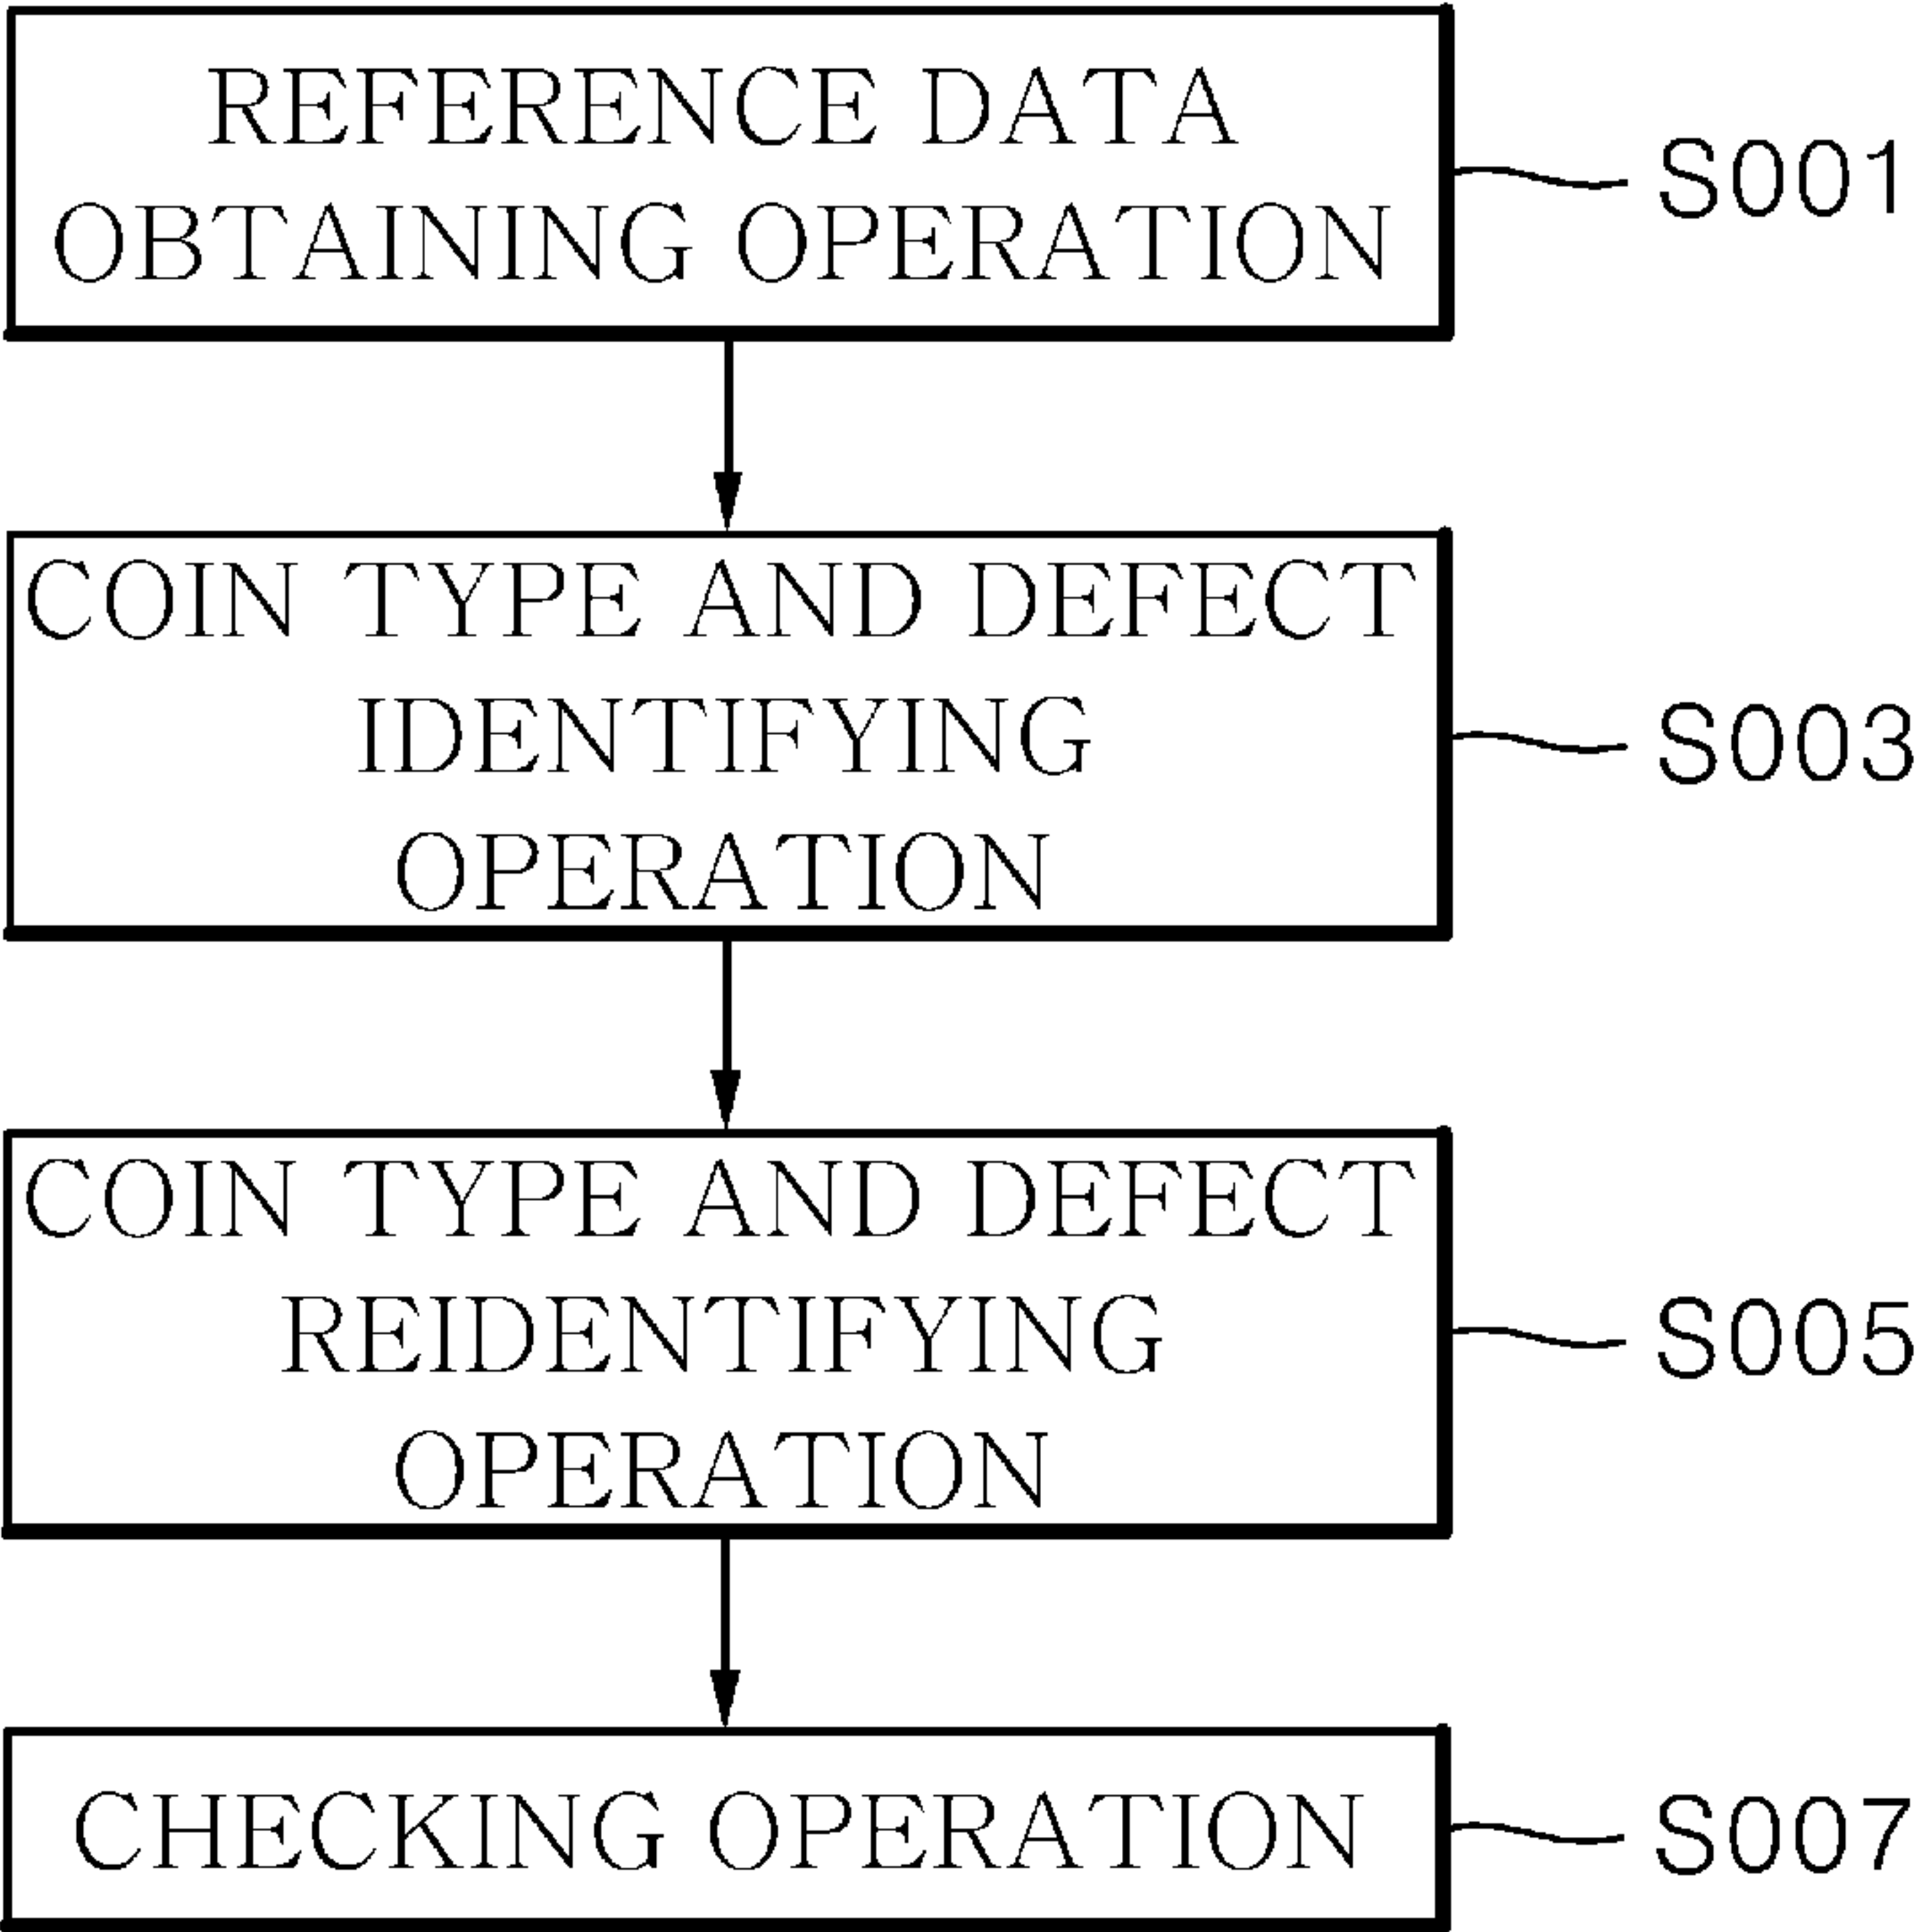 REFERENCE DATA
OBTAINING OPERATION
S001
COIN TYPE AND DEFECT
IDENTIFYING
OPERATION
S003
COIN TYPE AND DEFECT
REIDENTIFYING
OPERATION
S005
CHECKING OPERATION
S007